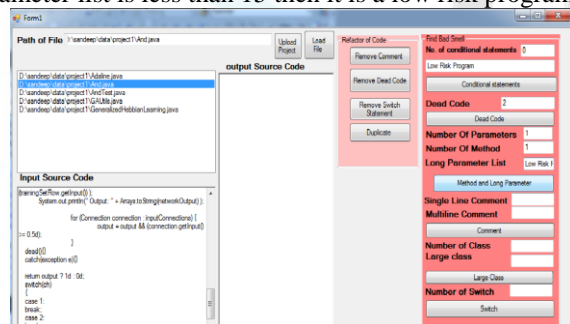 meter list is less than 15 then it is a low risk program
Form1
Path of File
\sandeep\data\project1\And.java
Upload Project
Load File
output Source Code
D:\sandeep\data\project1\Adeline.java
D:\sandeep\data\project1\And.java
D:\sandeep\data\project1\AndTest.java
D:\sandeep\data\project1\GAUtils.java
D:\sandeep\data\project1\GeneralizedHebbianLearning.java
Input Source Code
(trainingSetRow.getInput());
System.out.println(" Output: " + Arrays.toString(networkOutput) );
for (Connection connection : inputConnections) {
output = output && (connection.getInput()
>= 0.5d);
}
dead(){}
catch(exception e){}
return output ? 1d : 0d;
switch(ch)
{
case 1:
break;
case 2:
Refactor of Code
Remove Comment
Remove Dead Code
Remove Switch Statement
Duplicate
Find Bad Smell
No. of conditional statements 0
Low Risk Program
Conditional statements
Dead Code 2
Dead Code
Number Of Parameters 1
Number Of Method 1
Long Parameter List Low Risk
Method and Long Parameter
Single Line Comment
Multiline Comment
Comment
Number of Class
Large class
Large Class
Number of Switch
Switch